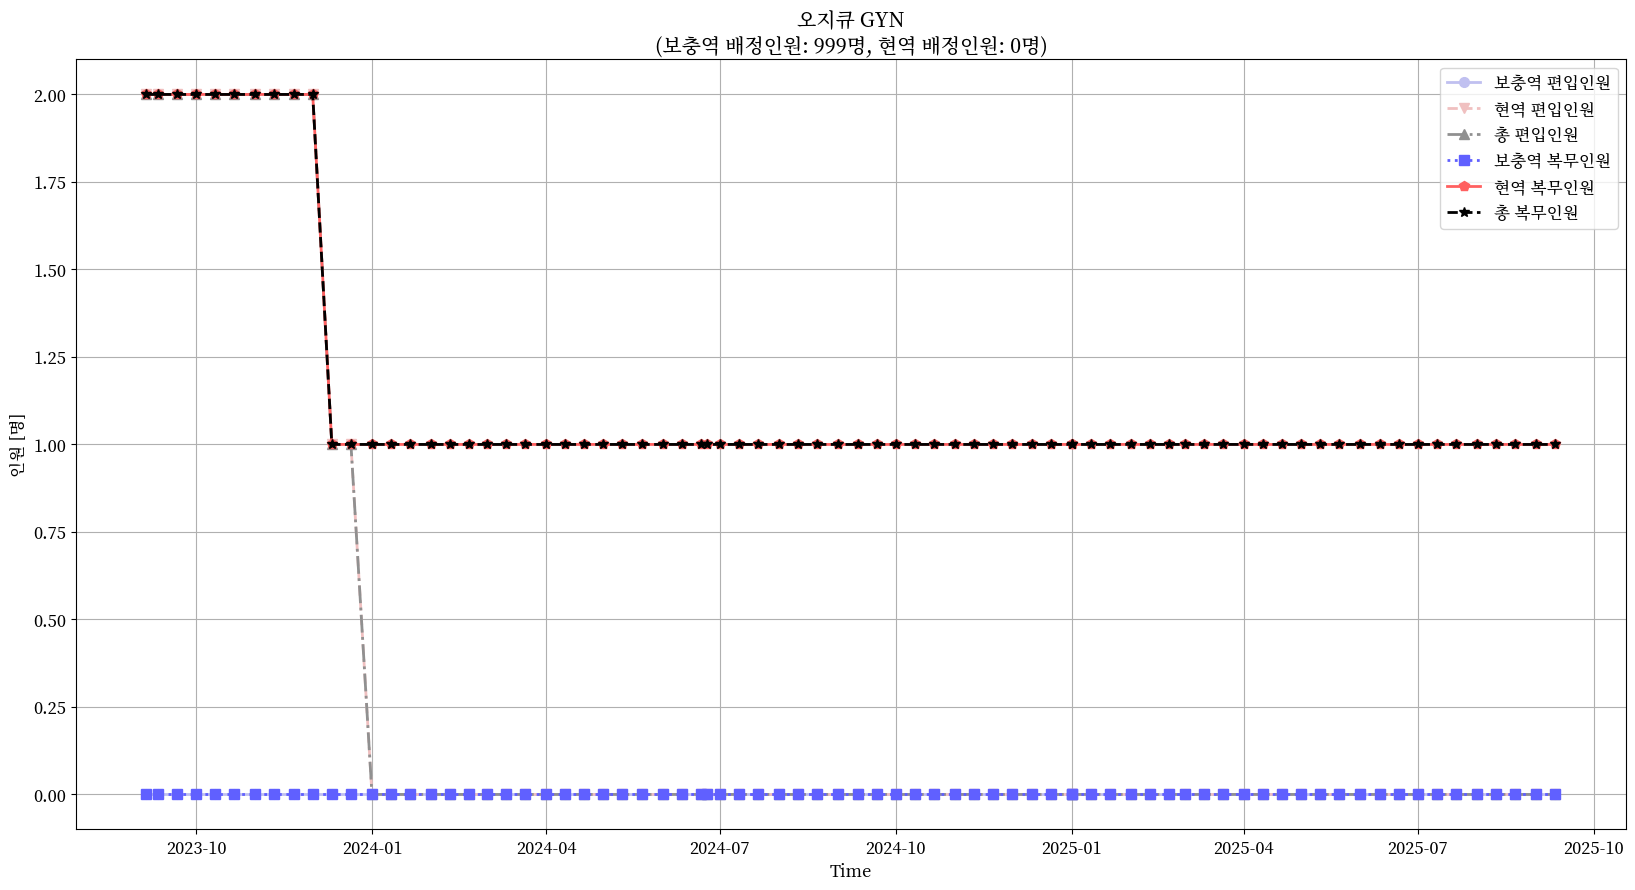 오지큐 GYN
(보충역 배정인원: 999명, 현역 배정인원: 0명)
보충역 편입인원
현역 편입인원
총 편입인원
보충역 복무인원
현역 복무인원
총 복무인원
인원 [명]
2.00
1.75
1.50
1.25
1.00
0.75
0.50
0.25
0.00
2023-10
2024-01
2024-04
2024-07
2024-10
2025-01
2025-04
2025-07
2025-10
Time